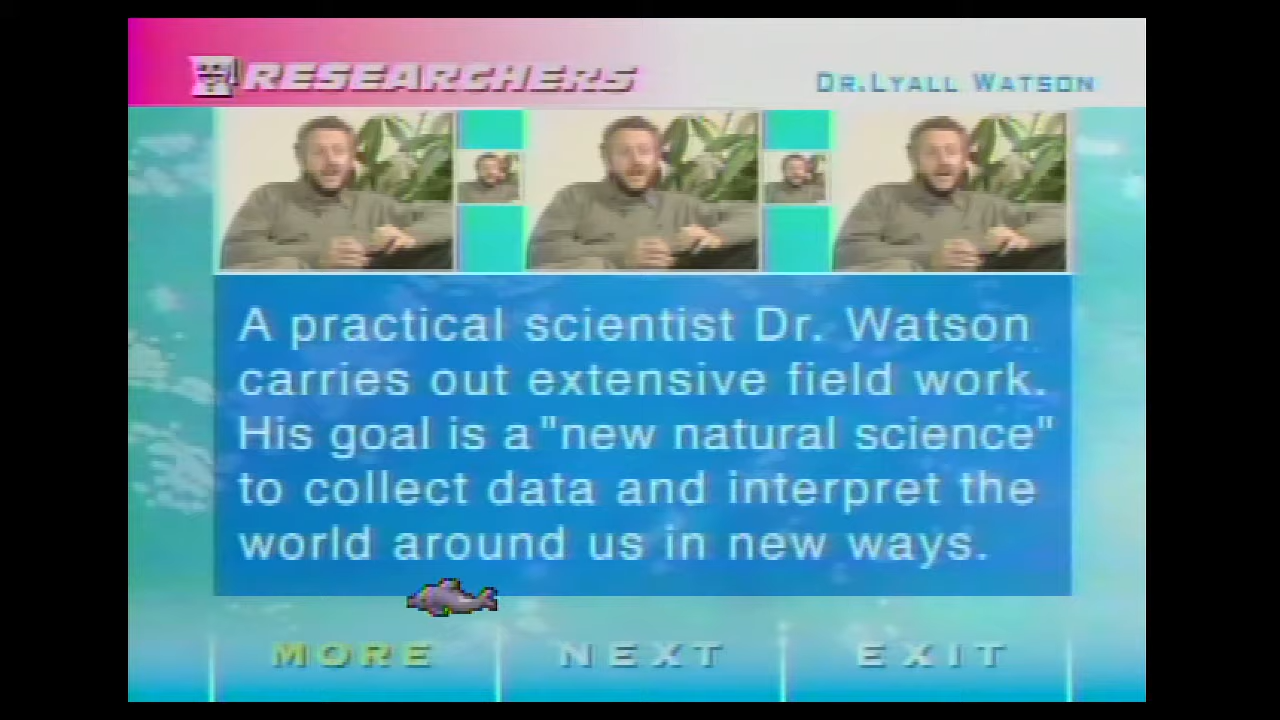 RESEARCHERS
DR.LYALL WATSON
A practical scientist Dr. Watson
carries out extensive field work.
His goal is a "new natural science"
to collect data and interpret the
world around us in new ways.
MORE NEXT EXIT